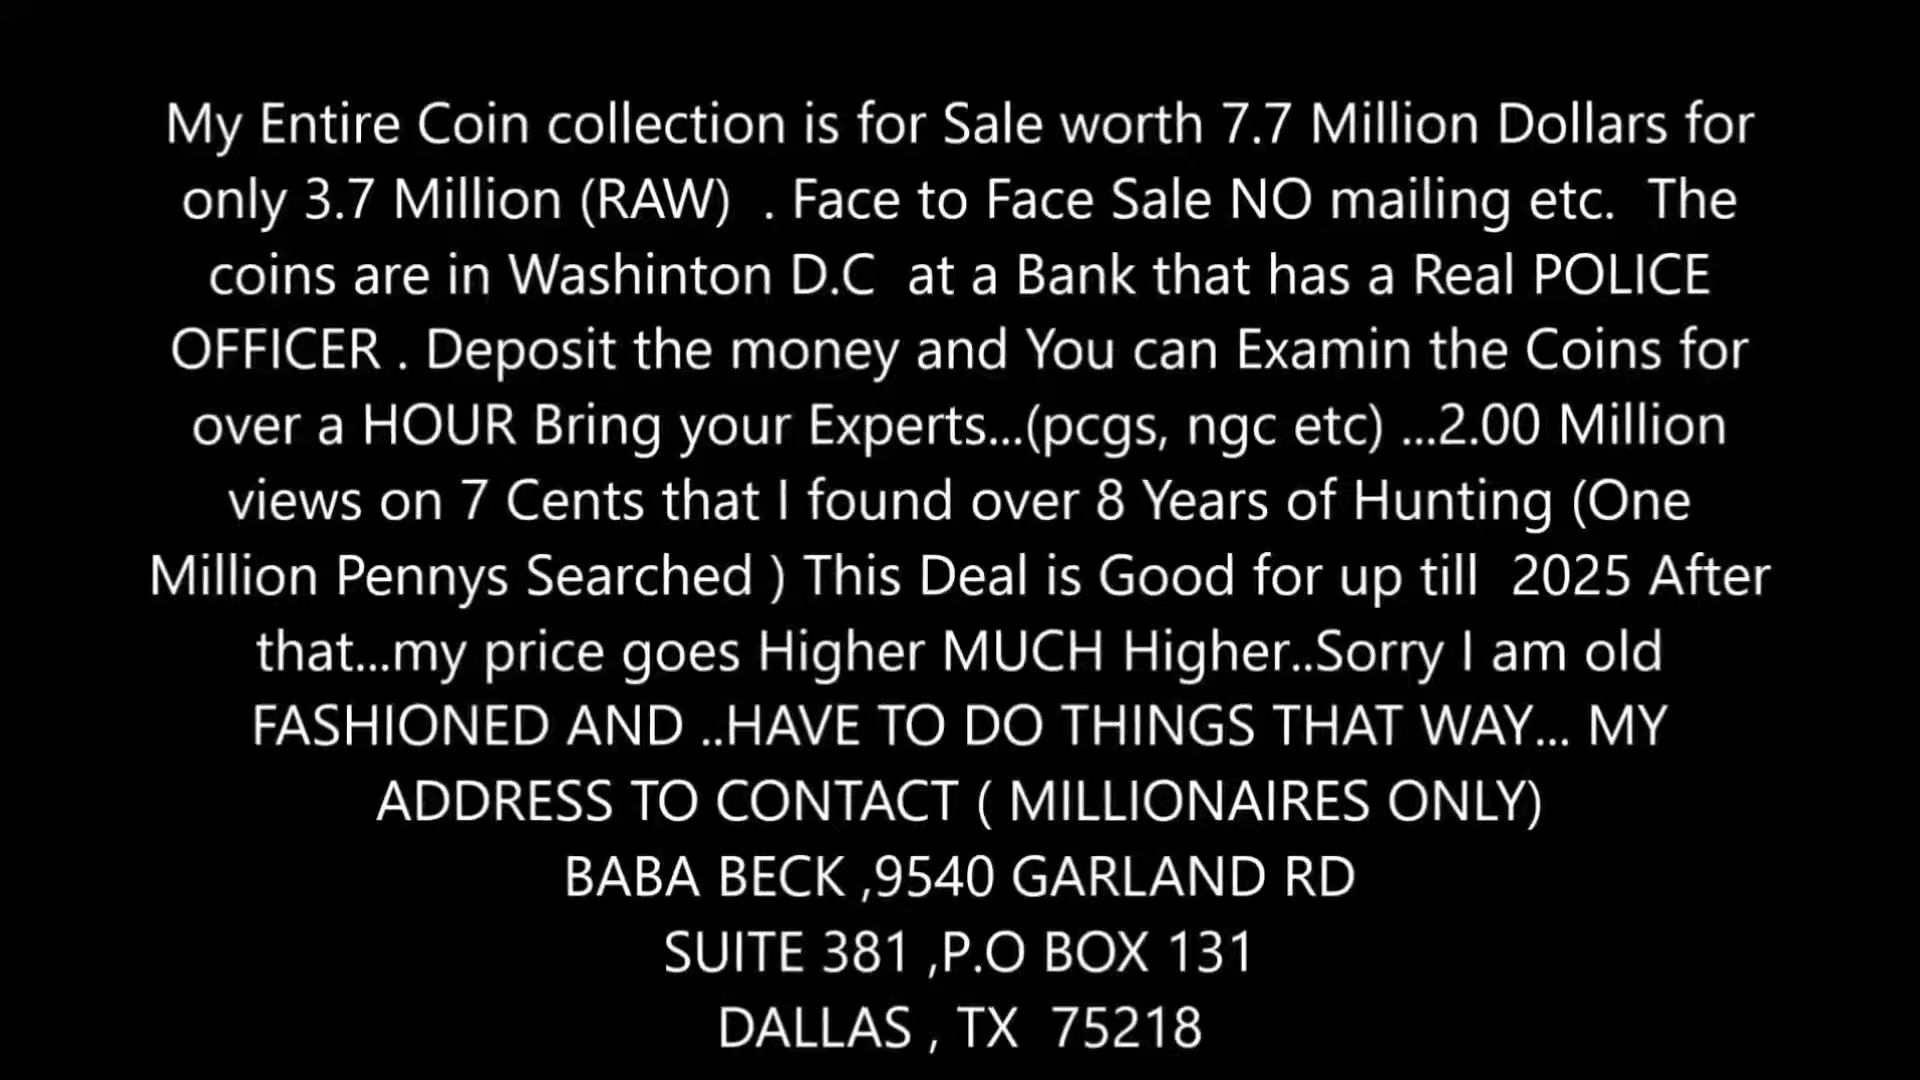 My Entire Coin collection is for Sale worth 7.7 Million Dollars for
only 3.7 Million (RAW)  . Face to Face Sale NO mailing etc.  The
coins are in Washinton D.C  at a Bank that has a Real POLICE
OFFICER . Deposit the money and You can Examin the Coins for
over a HOUR Bring your Experts...(pcgs, ngc etc) ...2.00 Million
views on 7 Cents that I found over 8 Years of Hunting (One
Million Pennys Searched ) This Deal is Good for up till  2025 After
that...my price goes Higher MUCH Higher..Sorry I am old
FASHIONED AND ..HAVE TO DO THINGS THAT WAY... MY
ADDRESS TO CONTACT ( MILLIONAIRES ONLY)
BABA BECK ,9540 GARLAND RD
SUITE 381 ,P.O BOX 131
DALLAS , TX  75218